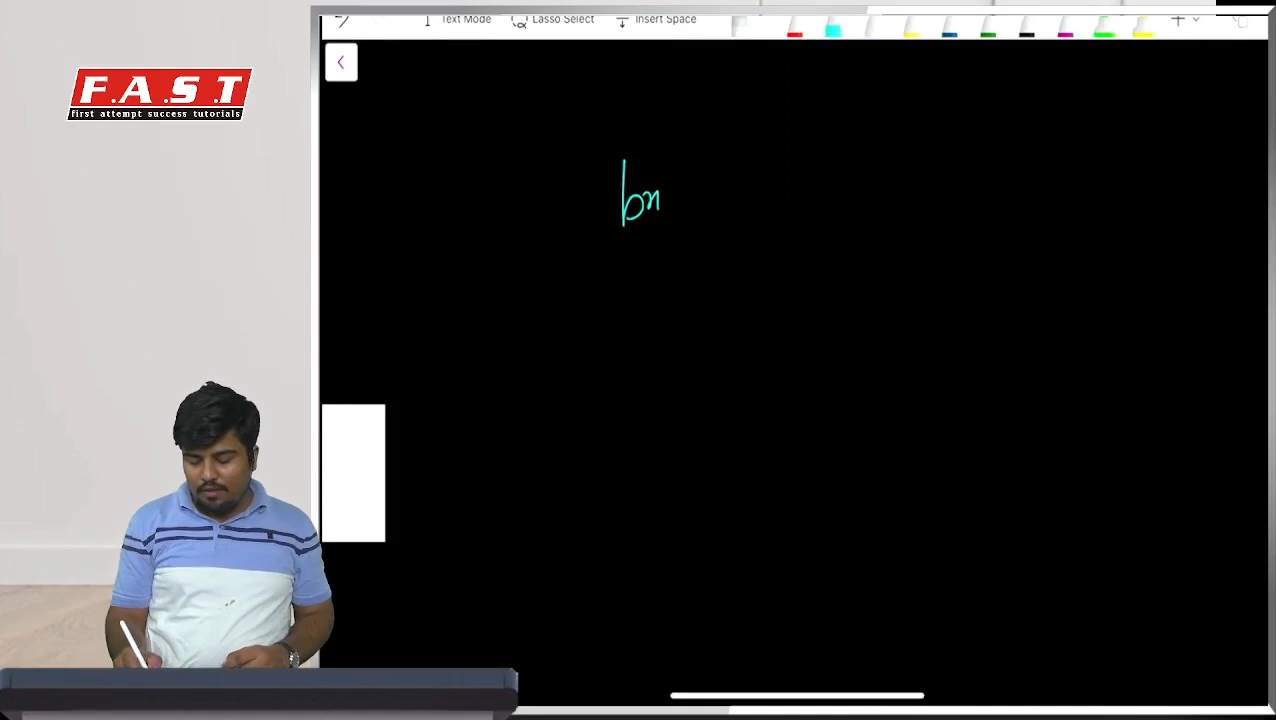 Text Mode Lasso Select Insert Space
F.A.S.T
first attempt success tutorials
bn